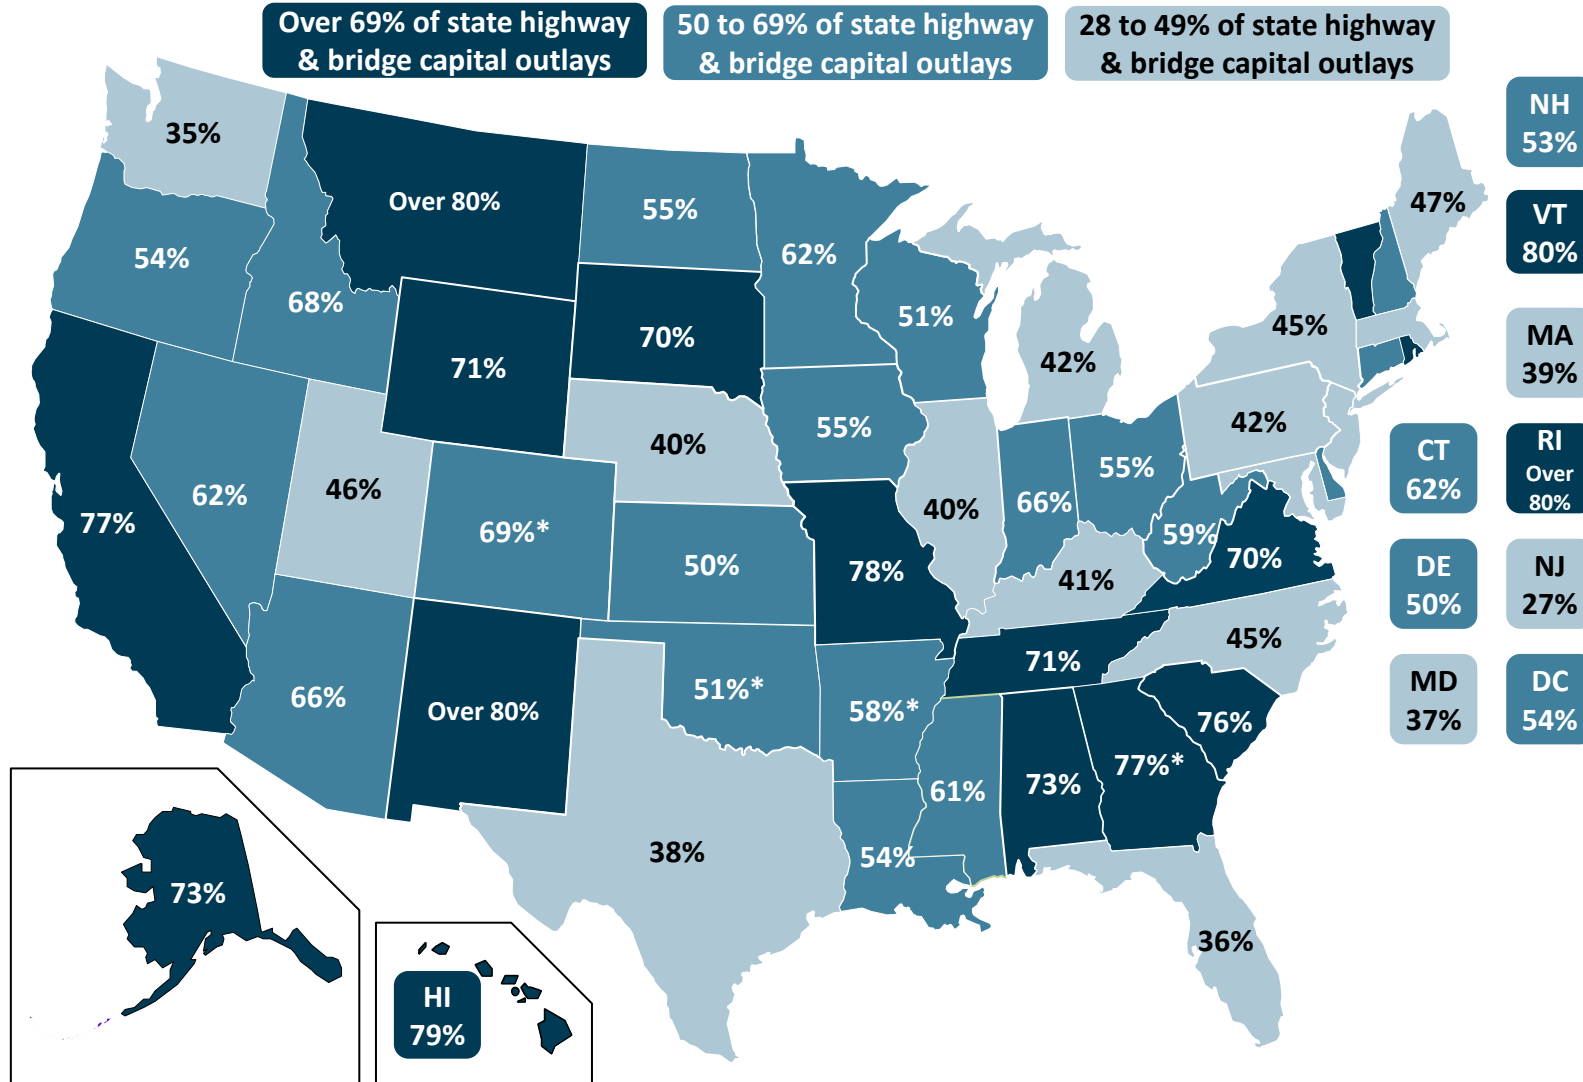 Over 69% of state highway
& bridge capital outlays
50 to 69% of state highway
& bridge capital outlays
28 to 49% of state highway
& bridge capital outlays
35%
Over 80%
55%
62%
54%
68%
71%
70%
51%
42%
45%
47%
77%
62%
46%
69%*
40%
50%
55%
78%
40%
66%
55%
42%
59%
70%
41%
45%
66%
Over 80%
51%*
58%*
71%
76%
77%*
73%
61%
54%
38%
36%
73%
HI
79%
NH
53%
VT
80%
MA
39%
CT
62%
RI
Over
80%
DE
50%
NJ
27%
MD
37%
DC
54%